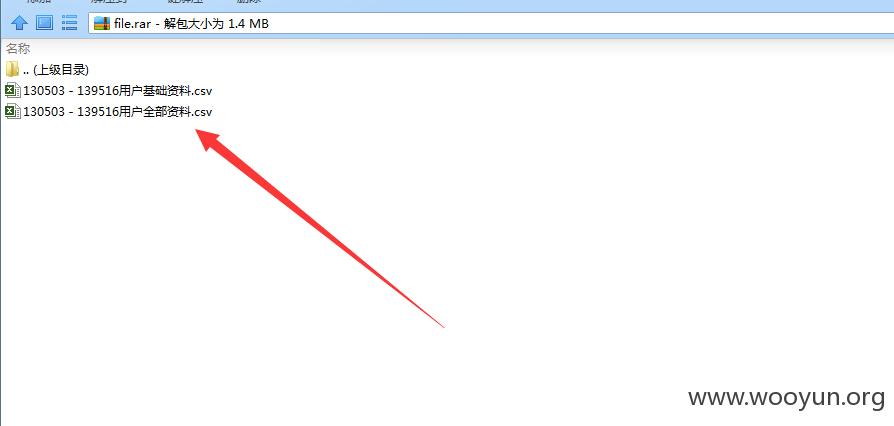 file.rar - 解包大小为 1.4 MB
名称
.. (上级目录)
130503 - 139516用户基础资料.csv
130503 - 139516用户全部资料.csv
www.wooyun.org